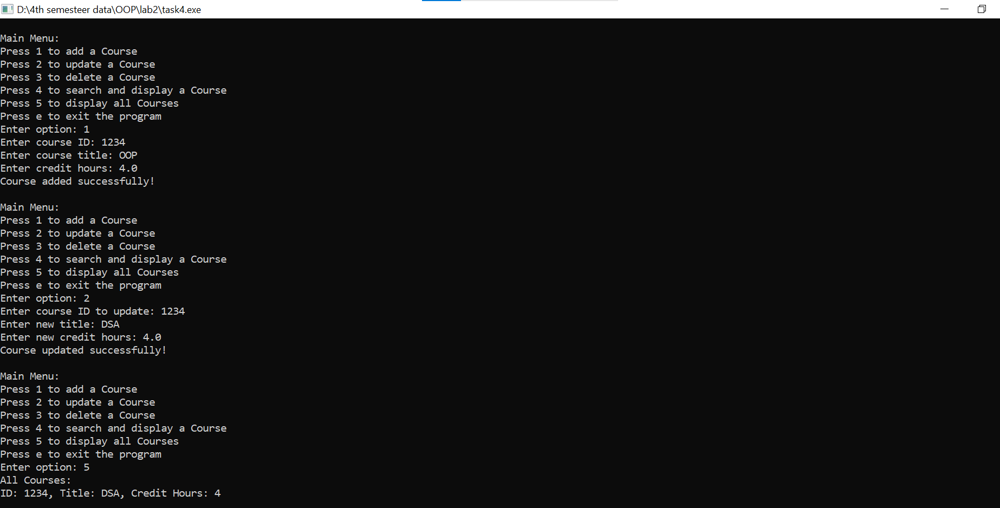 D:\4th semesteer data\OOP\lab2\task4.exe
Main Menu:
Press 1 to add a Course
Press 2 to update a Course
Press 3 to delete a Course
Press 4 to search and display a Course
Press 5 to display all Courses
Press e to exit the program
Enter option: 1
Enter course ID: 1234
Enter course title: OOP
Enter credit hours: 4.0
Course added successfully!
Main Menu:
Press 1 to add a Course
Press 2 to update a Course
Press 3 to delete a Course
Press 4 to search and display a Course
Press 5 to display all Courses
Press e to exit the program
Enter option: 2
Enter course ID to update: 1234
Enter new title: DSA
Enter new credit hours: 4.0
Course updated successfully!
Main Menu:
Press 1 to add a Course
Press 2 to update a Course
Press 3 to delete a Course
Press 4 to search and display a Course
Press 5 to display all Courses
Press e to exit the program
Enter option: 5
All Courses:
ID: 1234, Title: DSA, Credit Hours: 4